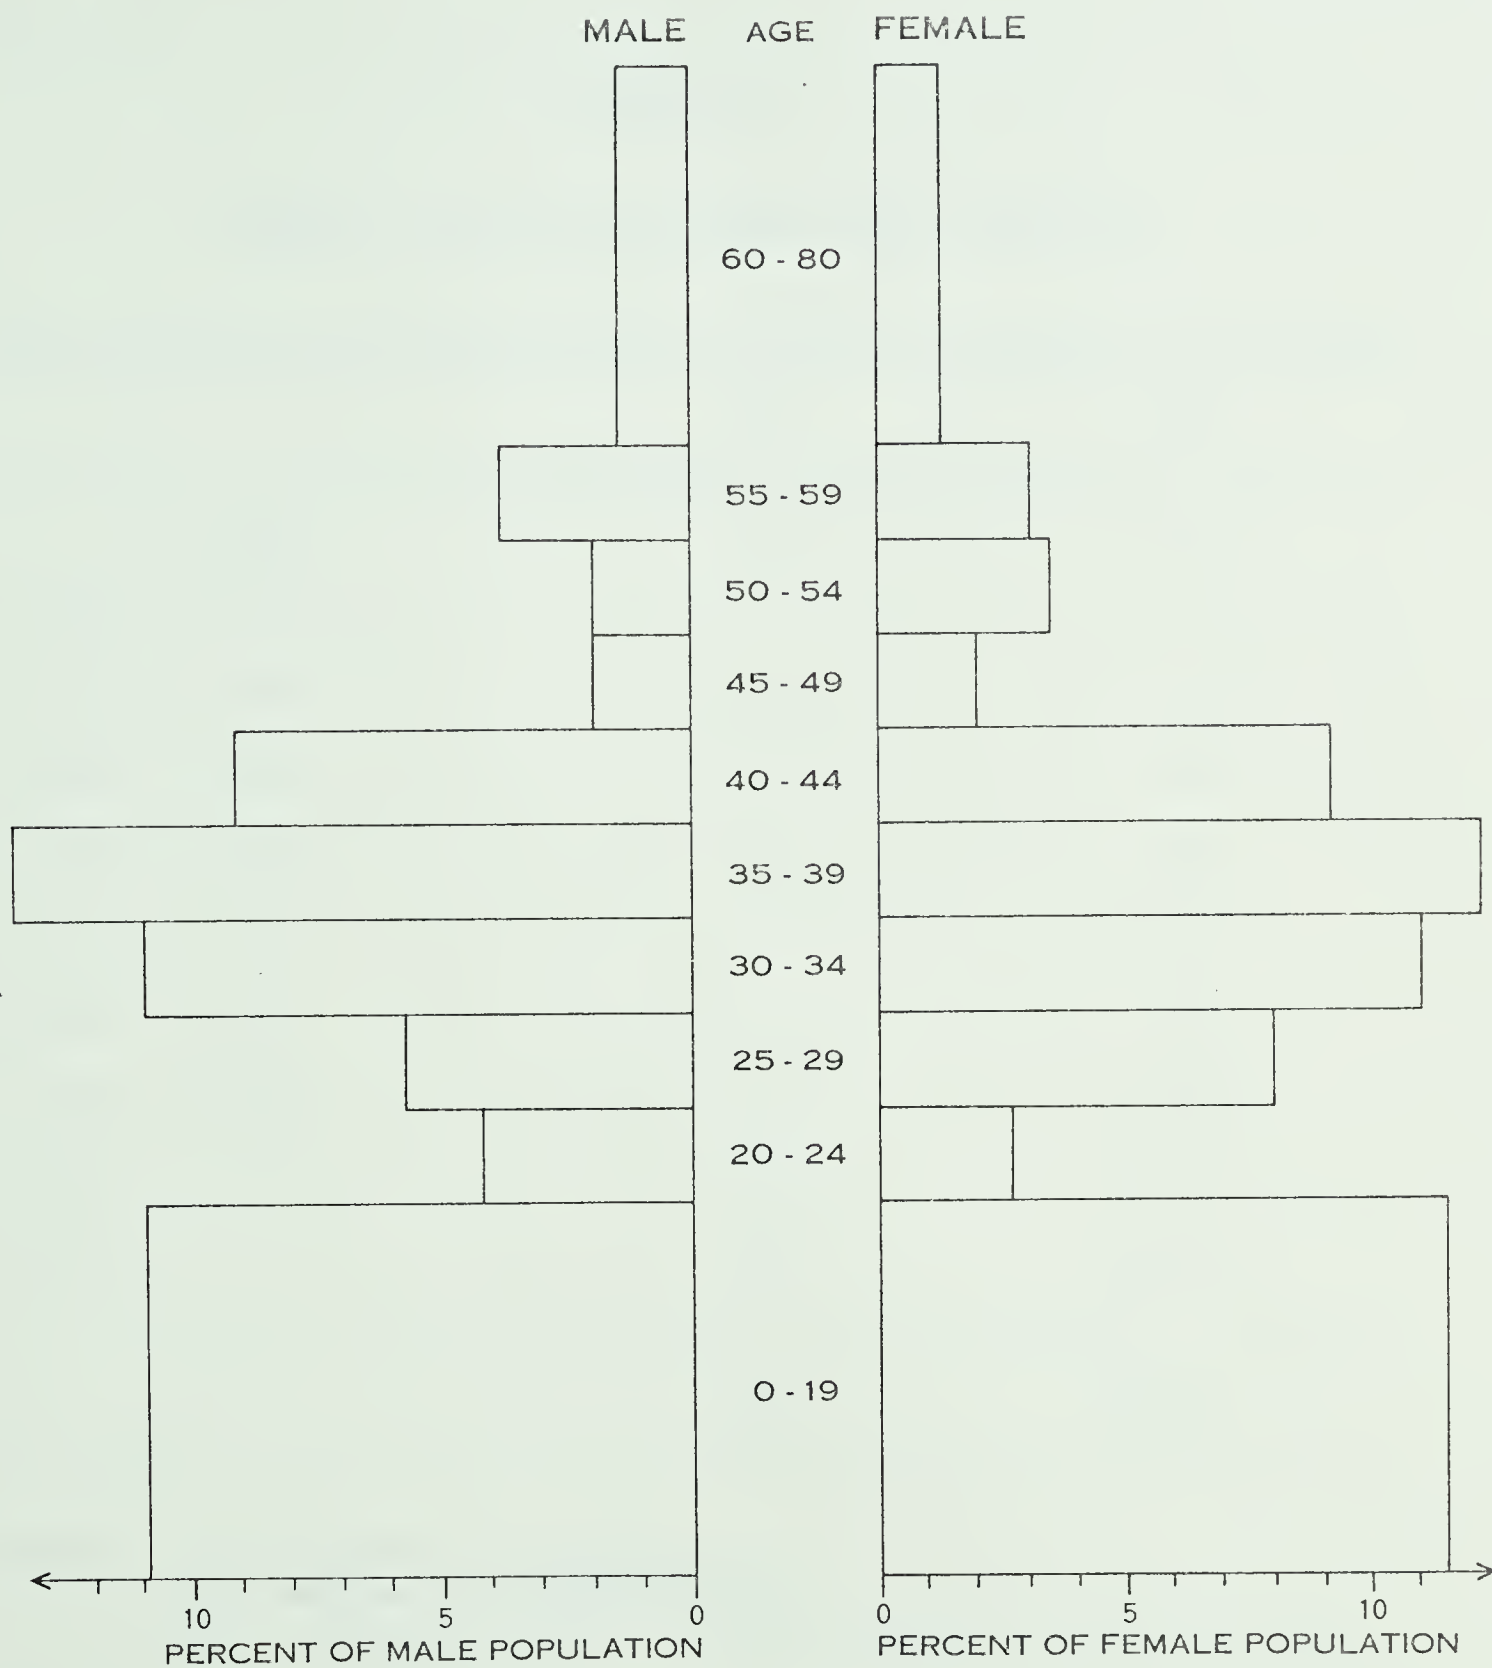 MALE AGE FEMALE
60 - 80
55 - 59
50 - 54
45 - 49
40 - 44
35 - 39
30 - 34
25 - 29
20 - 24
0 - 19
10 5 0 0 5 10
PERCENT OF MALE POPULATION PERCENT OF FEMALE POPULATION